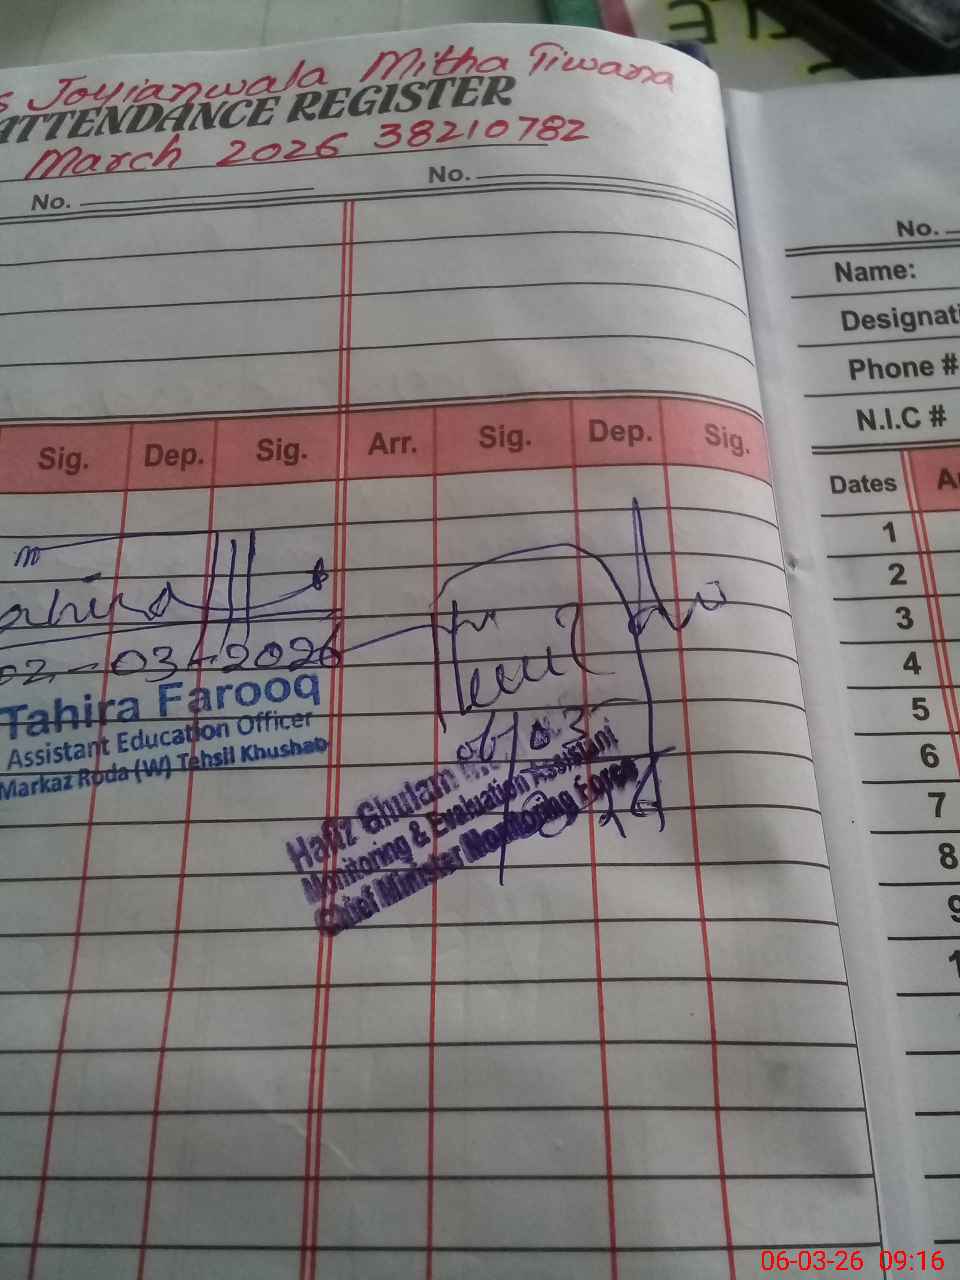 s Joyianwala Mitha Tiwana
ATTENDANCE REGISTER
March 2026 38210782
No.
No.
Sig. Dep. Sig. Arr. Sig. Dep. Sig.
02-03-2026
Tahira Farooq
Assistant Education Officer
Markaz Roda (W) Tehsil Khushab
06/03
Hafiz Ghulam
Monitoring & Evaluation Assistant
Chief Minister Monitoring Force
No.
Name:
Designati
Phone #
N.I.C #
Dates
1
2
3
4
5
6
7
8
9
1
06-03-26 09:16